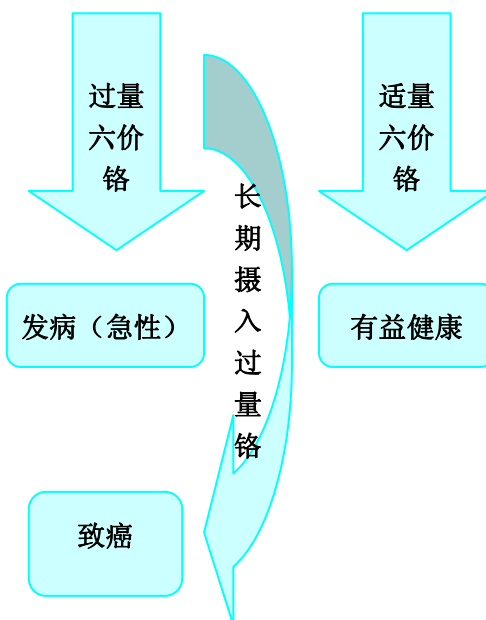 过量
六价
铬
适量
六价
铬
长
期
摄
入
过
量
铬
发病（急性）
有益健康
致癌